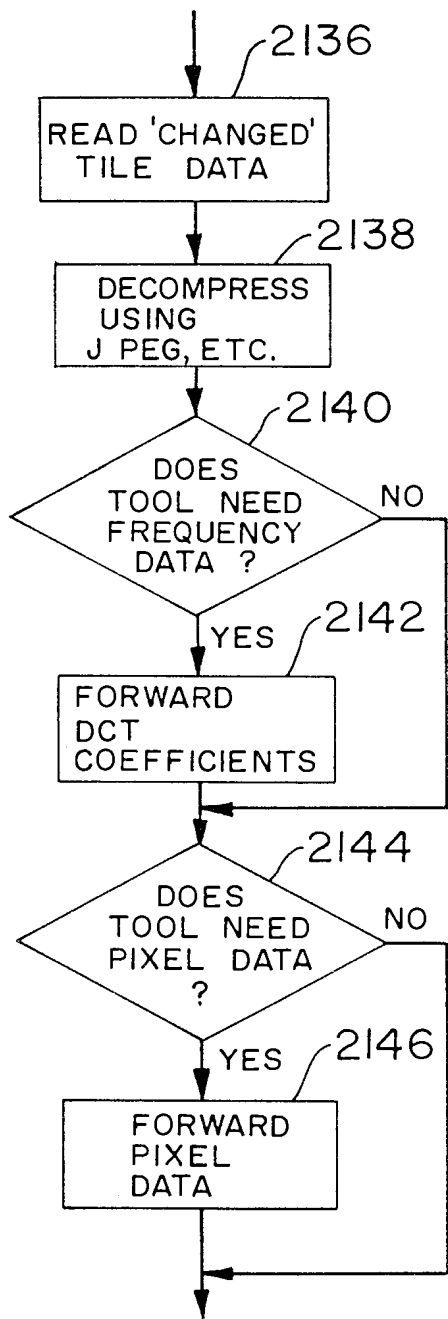 2136
READ 'CHANGED'
TILE DATA
2138
DECOMPRESS
USING
J PEG, ETC.
2140
DOES
TOOL NEED
FREQUENCY
DATA ?
NO
YES
2142
FORWARD
DCT
COEFFICIENTS
2144
DOES
TOOL NEED
PIXEL DATA
?
NO
YES
2146
FORWARD
PIXEL
DATA